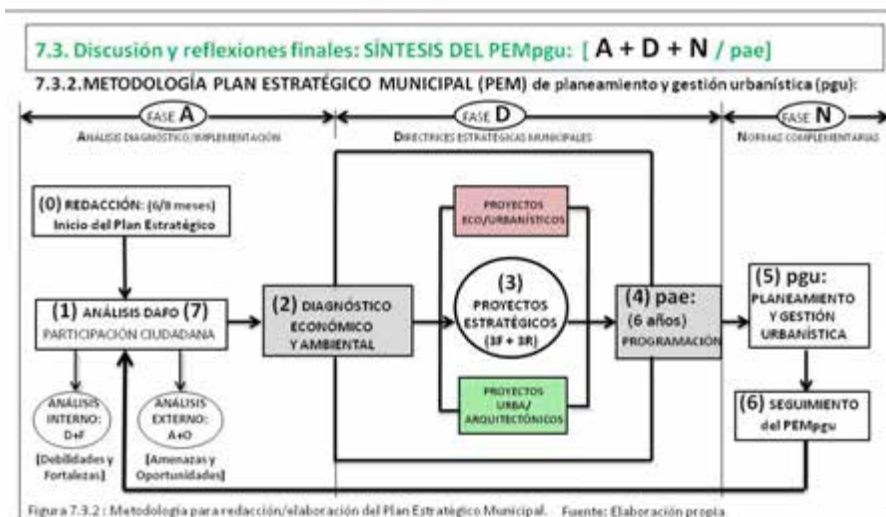 7.3. Discusión y reflexiones finales: SÍNTESIS DEL PEMpgu: [ A + D + N / pae]
7.3.2.METODOLOGÍA PLAN ESTRATÉGICO MUNICIPAL (PEM) de planeamiento y gestión urbanística (pgu):
FASE A
ANÁLISIS DIAGNÓSTICO/IMPLEMENTACIÓN
FASE D
DIRECTRICES ESTRATÉGICAS MUNICIPALES
FASE N
NORMAS COMPLEMENTARIAS
(0) REDACCIÓN: (6/8 meses)
Inicio del Plan Estratégico
(1) ANÁLISIS DAFO (7)
PARTICIPACIÓN CIUDADANA
ANÁLISIS
INTERNO:
D+F
[Debilidades y
Fortalezas]
ANÁLISIS
EXTERNO:
A+O
[Amenazas y
Oportunidades]
(2) DIAGNÓSTICO
ECONÓMICO
Y AMBIENTAL
PROYECTOS
ECO/URBANÍSTICOS
(3)
PROYECTOS
ESTRATÉGICOS
(3F + 3R)
PROYECTOS
URBA/
ARQUITECTÓNICOS
(4) pae:
(6 años)
PROGRAMACIÓN
(5) pgu:
PLANEAMIENTO
Y GESTIÓN
URBANÍSTICA
(6) SEGUIMIENTO
del PEMpgu
Figura 7.3.2 : Metodología para redacción/elaboración del Plan Estratégico Municipal. Fuente: Elaboración propia